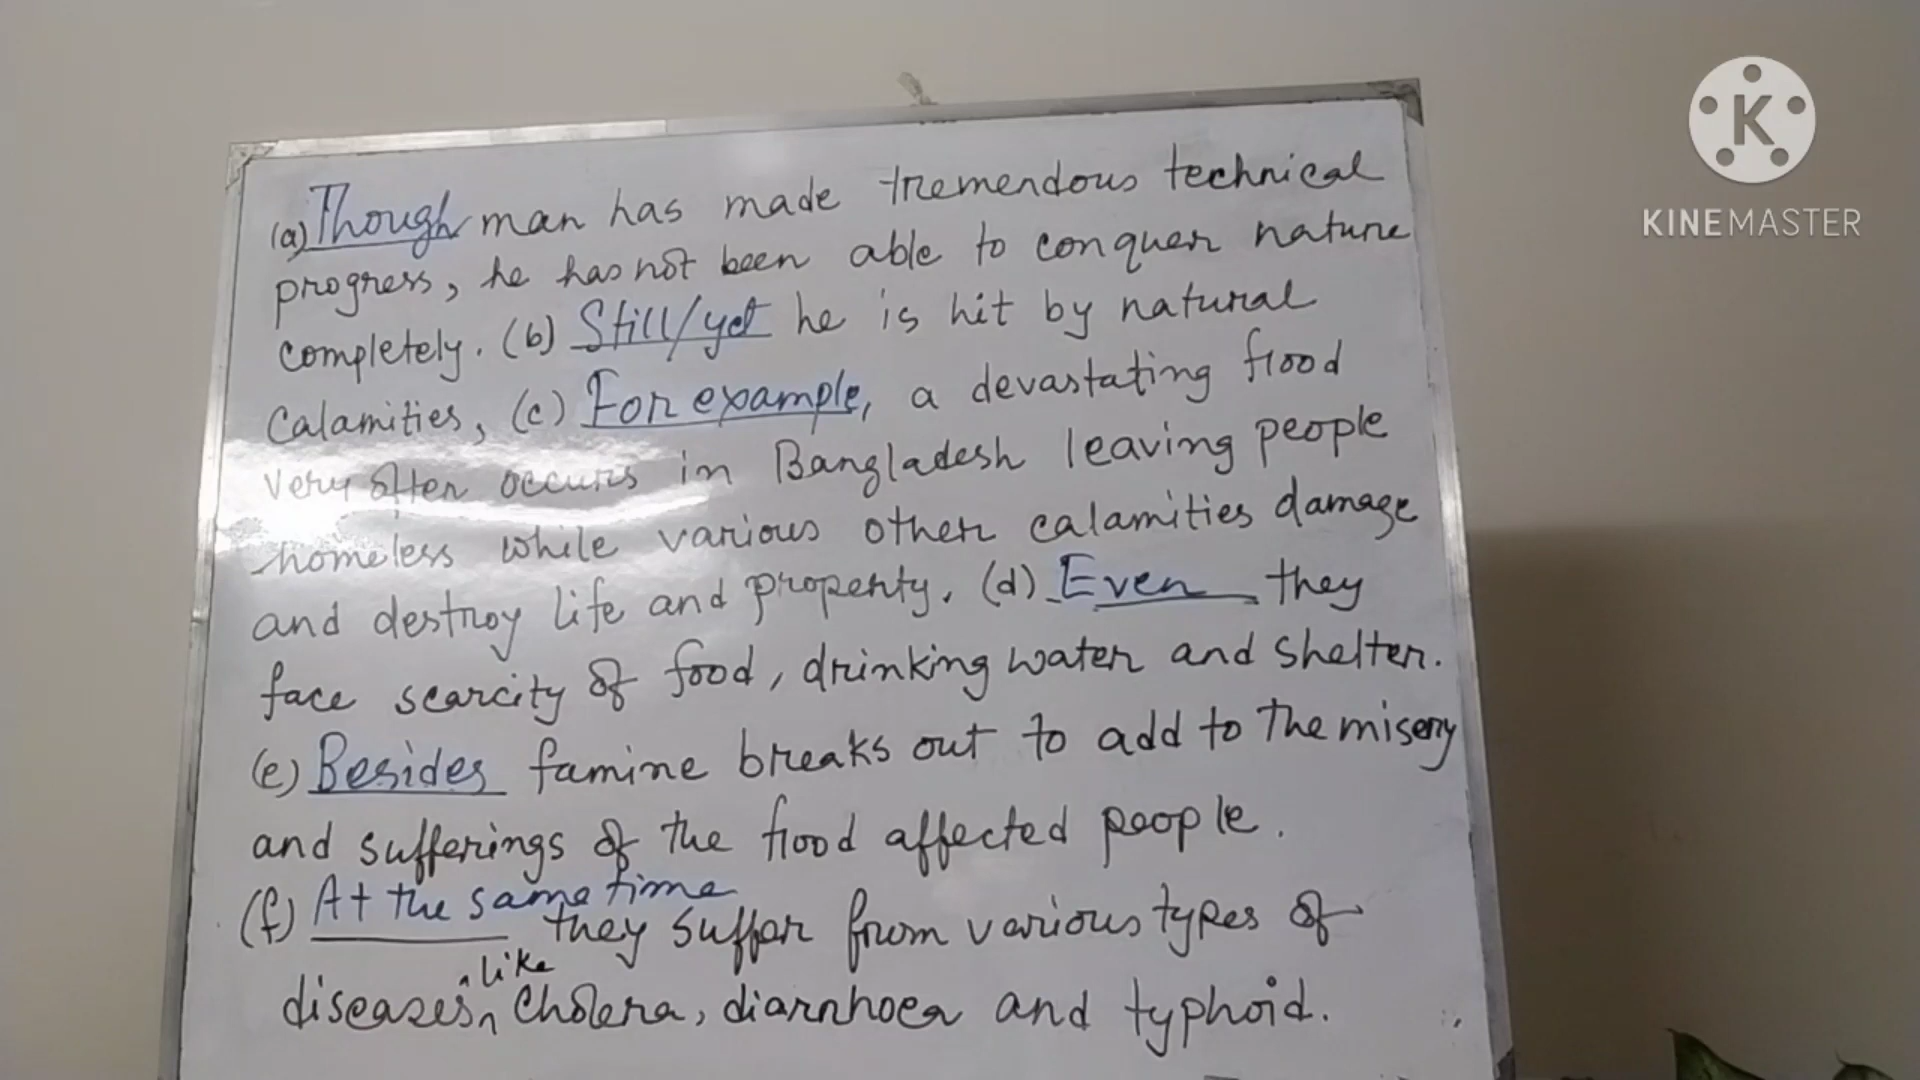 (a) Though man has made tremendous technical
progress, he has not been able to conquer nature
completely. (b) Still/yet he is hit by natural
Calamities, (c) For example, a devastating flood
very often occurs in Bangladesh leaving people
homeless while various other calamities damage
and destroy life and property. (d) Even they
face scarcity of food, drinking water and shelter.
(e) Besides famine breaks out to add to the misery
and sufferings of the flood affected people.
(f) At the same time they suffer from various types of
diseases, like Cholera, diarrhoea and typhoid.
K
KINEMASTER